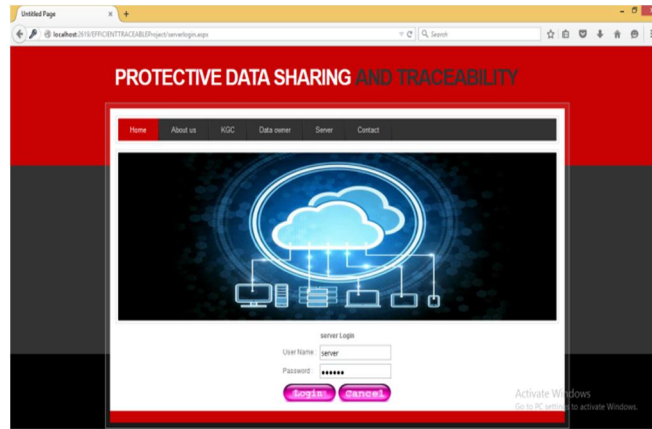 Untitled Page
localhost:2619/EFFICIENTTRACEABLEProject/serverlogin.aspx
Search
PROTECTIVE DATA SHARING AND TRACEABILITY
Home About us KGC Data owner Server Contact
server Login
User Name server
Password
Login Cancel
Activate Windows
Go to PC settings to activate Windows.